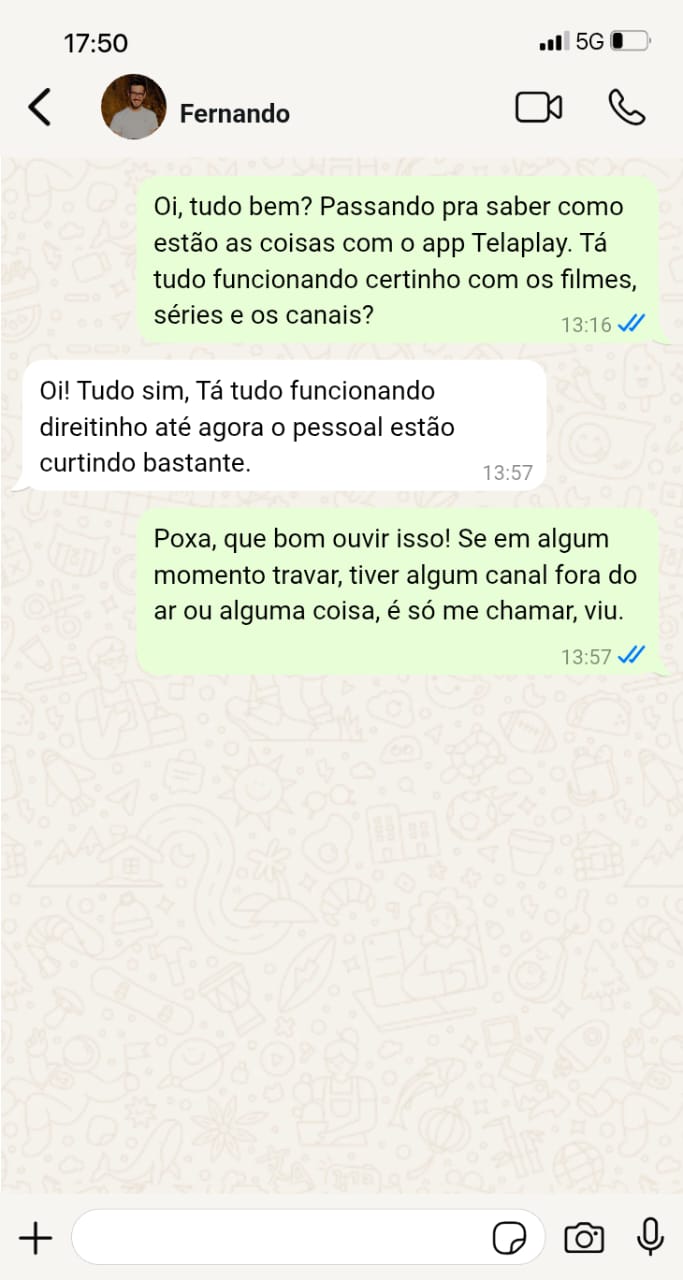 17:50
5G
Fernando
Oi, tudo bem? Passando pra saber como
estão as coisas com o app Telaplay. Tá
tudo funcionando certinho com os filmes,
séries e os canais?
13:16
Oi! Tudo sim, Tá tudo funcionando
direitinho até agora o pessoal estão
curtindo bastante.
13:57
Poxa, que bom ouvir isso! Se em algum
momento travar, tiver algum canal fora do
ar ou alguma coisa, é só me chamar, viu.
13:57